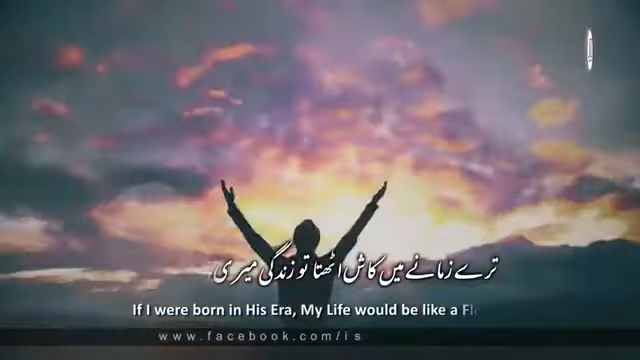 ترے زمانے میں کاش اٹھتا تو زندگی میری
If I were born in His Era, My Life would be like a Fl
www.facebook.com/is